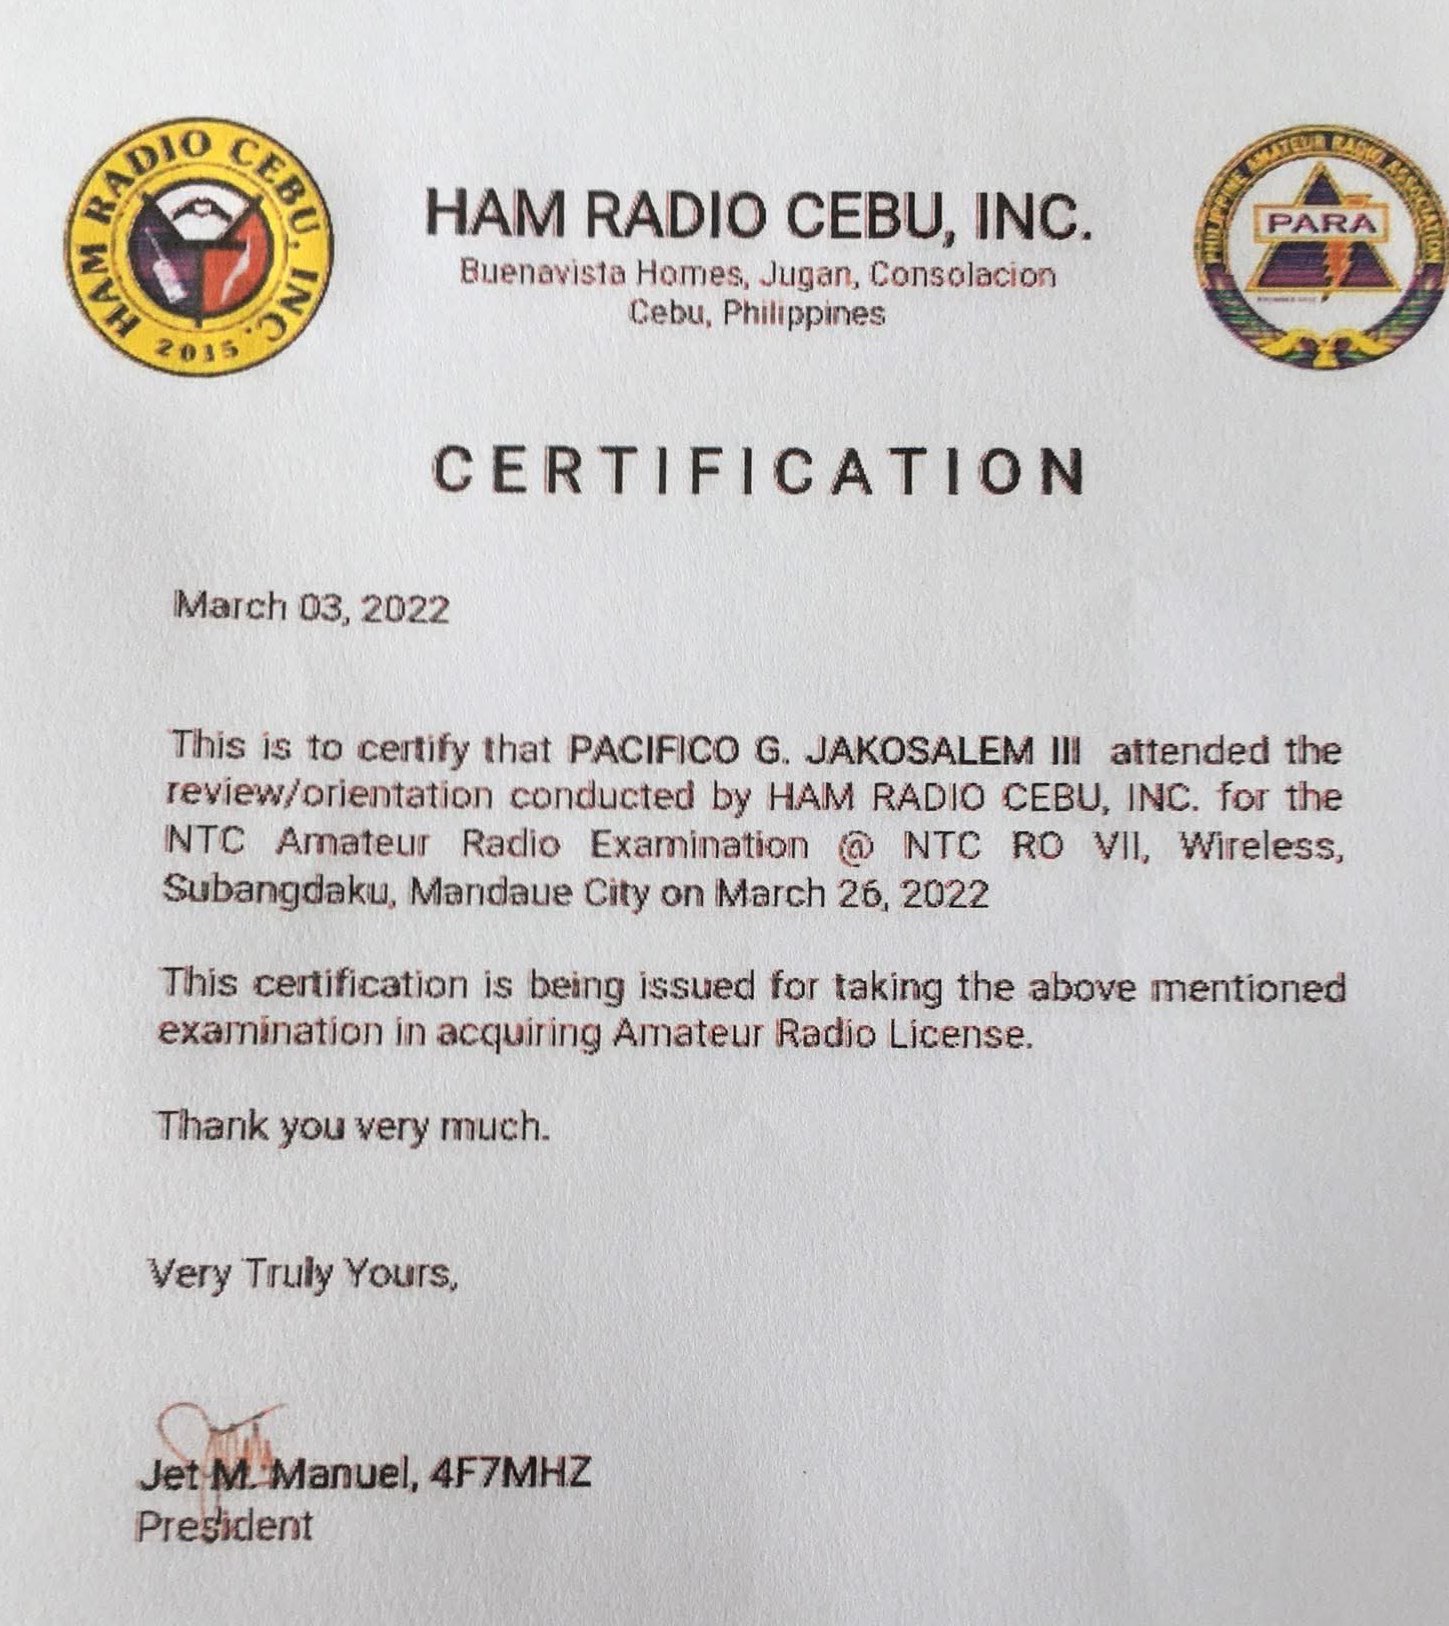 HAM RADIO CEBU, INC.
2015
HAM RADIO CEBU, INC.
Buenavista Homes, Jugan, Consolacion
Cebu, Philippines
PHILIPPINE AMATEUR RADIO ASSOCIATION
PARA
CERTIFICATION
March 03, 2022
This is to certify that PACIFICO G. JAKOSALEM III attended the
review/orientation conducted by HAM RADIO CEBU, INC. for the
NTC Amateur Radio Examination @ NTC RO VII, Wireless,
Subangdaku, Mandaue City on March 26, 2022
This certification is being issued for taking the above mentioned
examination in acquiring Amateur Radio License.
Thank you very much.
Very Truly Yours,
Jet M. Manuel, 4F7MHZ
President